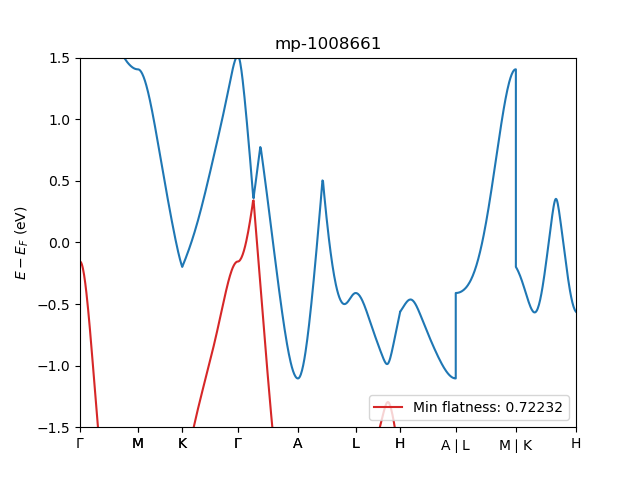 mp-1008661
1.5
1.0
0.5
0.0
−0.5
−1.0
−1.5
E − E_F (eV)
Min flatness: 0.72232
Γ M K Γ A L H A | L M | K H